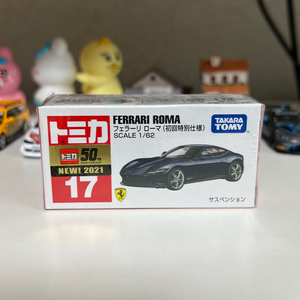 トミカ
トミカ 50th
ANNIVERSARY
NEW! 2021
17
FERRARI ROMA
フェラーリ ローマ (初回特別仕様)
SCALE 1/62
TAKARA
TOMY
サスペンション